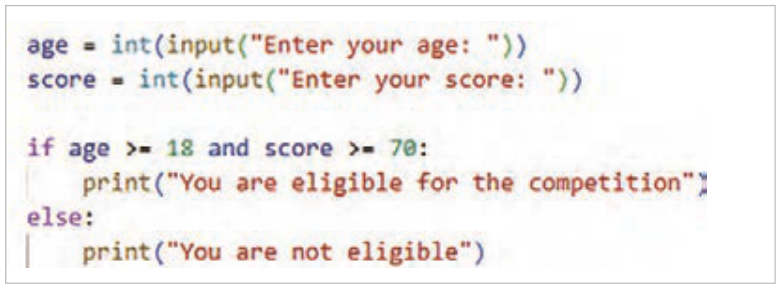 age = int(input("Enter your age: "))
score = int(input("Enter your score: "))
if age >= 18 and score >= 70:
    print("You are eligible for the competition")
else:
    print("You are not eligible")